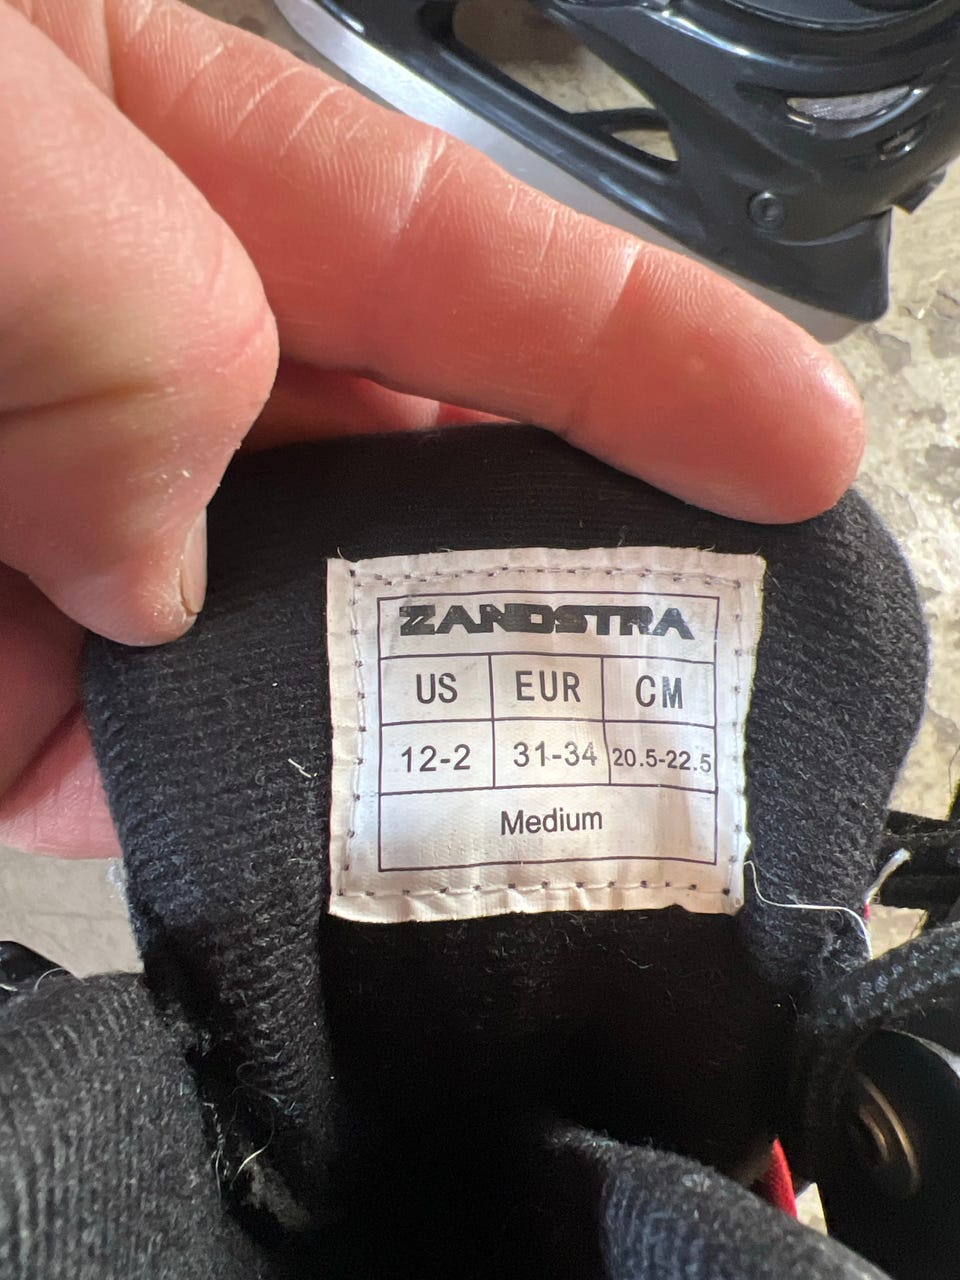 ZANDSTRA
US EUR CM
12-2 31-34 20.5-22.5
Medium